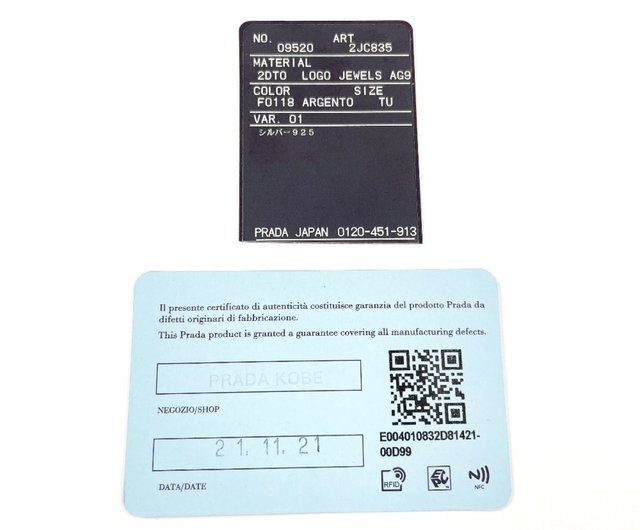 NO. ART
09520 2JC835
MATERIAL
2DTO LOGO JEWELS AG9
COLOR SIZE
F0118 ARGENTO TU
VAR. 01
シルバー925
PRADA JAPAN 0120-451-913
Il presente certificato di autenticità costituisce garanzia del prodotto Prada da
difetti originari di fabbricazione.
This Prada product is granted a guarantee covering all manufacturing defects.
PRADA KOBE
NEGOZIO/SHOP
21. 11. 21
DATA/DATE
E004010832D81421-
00D99
RFID
EPC
NFC